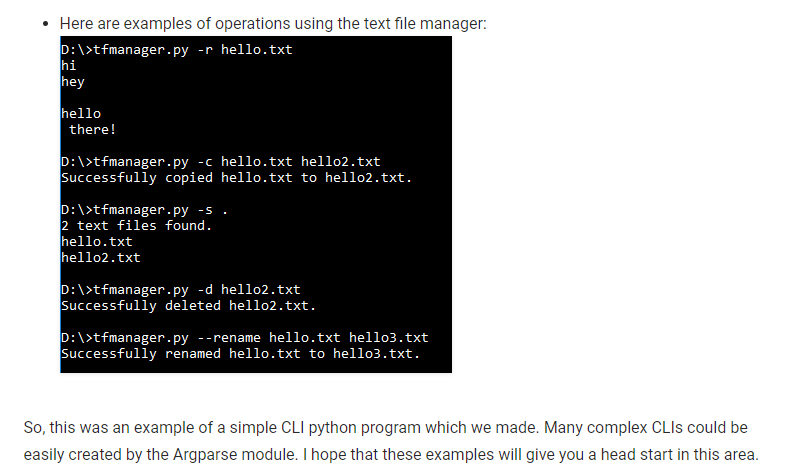 • Here are examples of operations using the text file manager:
D:\>tfmanager.py -r hello.txt
hi
hey
hello
 there!
D:\>tfmanager.py -c hello.txt hello2.txt
Successfully copied hello.txt to hello2.txt.
D:\>tfmanager.py -s .
2 text files found.
hello.txt
hello2.txt
D:\>tfmanager.py -d hello2.txt
Successfully deleted hello2.txt.
D:\>tfmanager.py --rename hello.txt hello3.txt
Successfully renamed hello.txt to hello3.txt.
So, this was an example of a simple CLI python program which we made. Many complex CLIs could be
easily created by the Argparse module. I hope that these examples will give you a head start in this area.